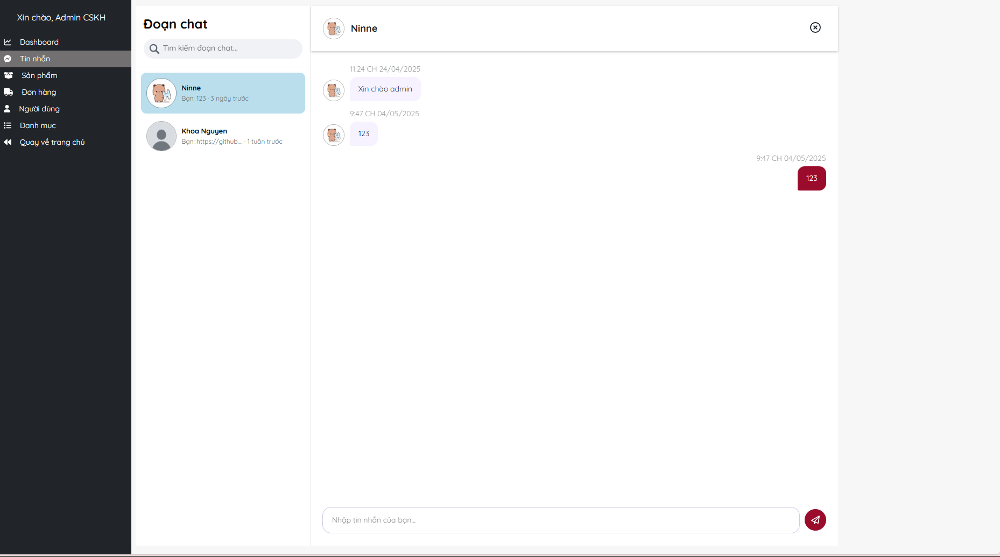 Xin chào, Admin CSKH
Dashboard
Tin nhắn
Sản phẩm
Đơn hàng
Người dùng
Danh mục
Quay về trang chủ
Đoạn chat
Tìm kiếm đoạn chat...
Ninne
Bạn: 123 · 3 ngày trước
Khoa Nguyen
Bạn: https://github.... · 1 tuần trước
Ninne
11:24 CH 24/04/2025
Xin chào admin
9:47 CH 04/05/2025
123
9:47 CH 04/05/2025
123
Nhập tin nhắn của bạn...